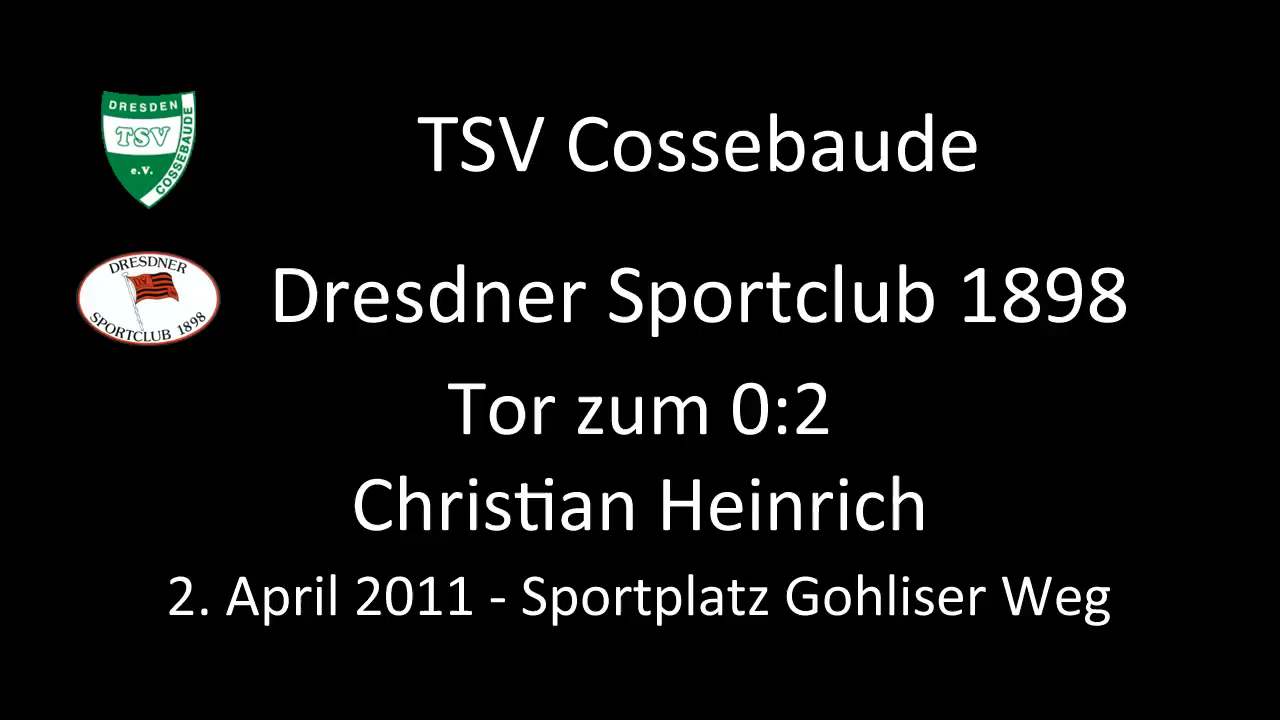 DRESDEN
TSV
e.V.
COSSEBAUDE
TSV Cossebaude
DRESDNER
SPORTCLUB 1898
Dresdner Sportclub 1898
Tor zum 0:2
Christian Heinrich
2. April 2011 - Sportplatz Gohliser Weg